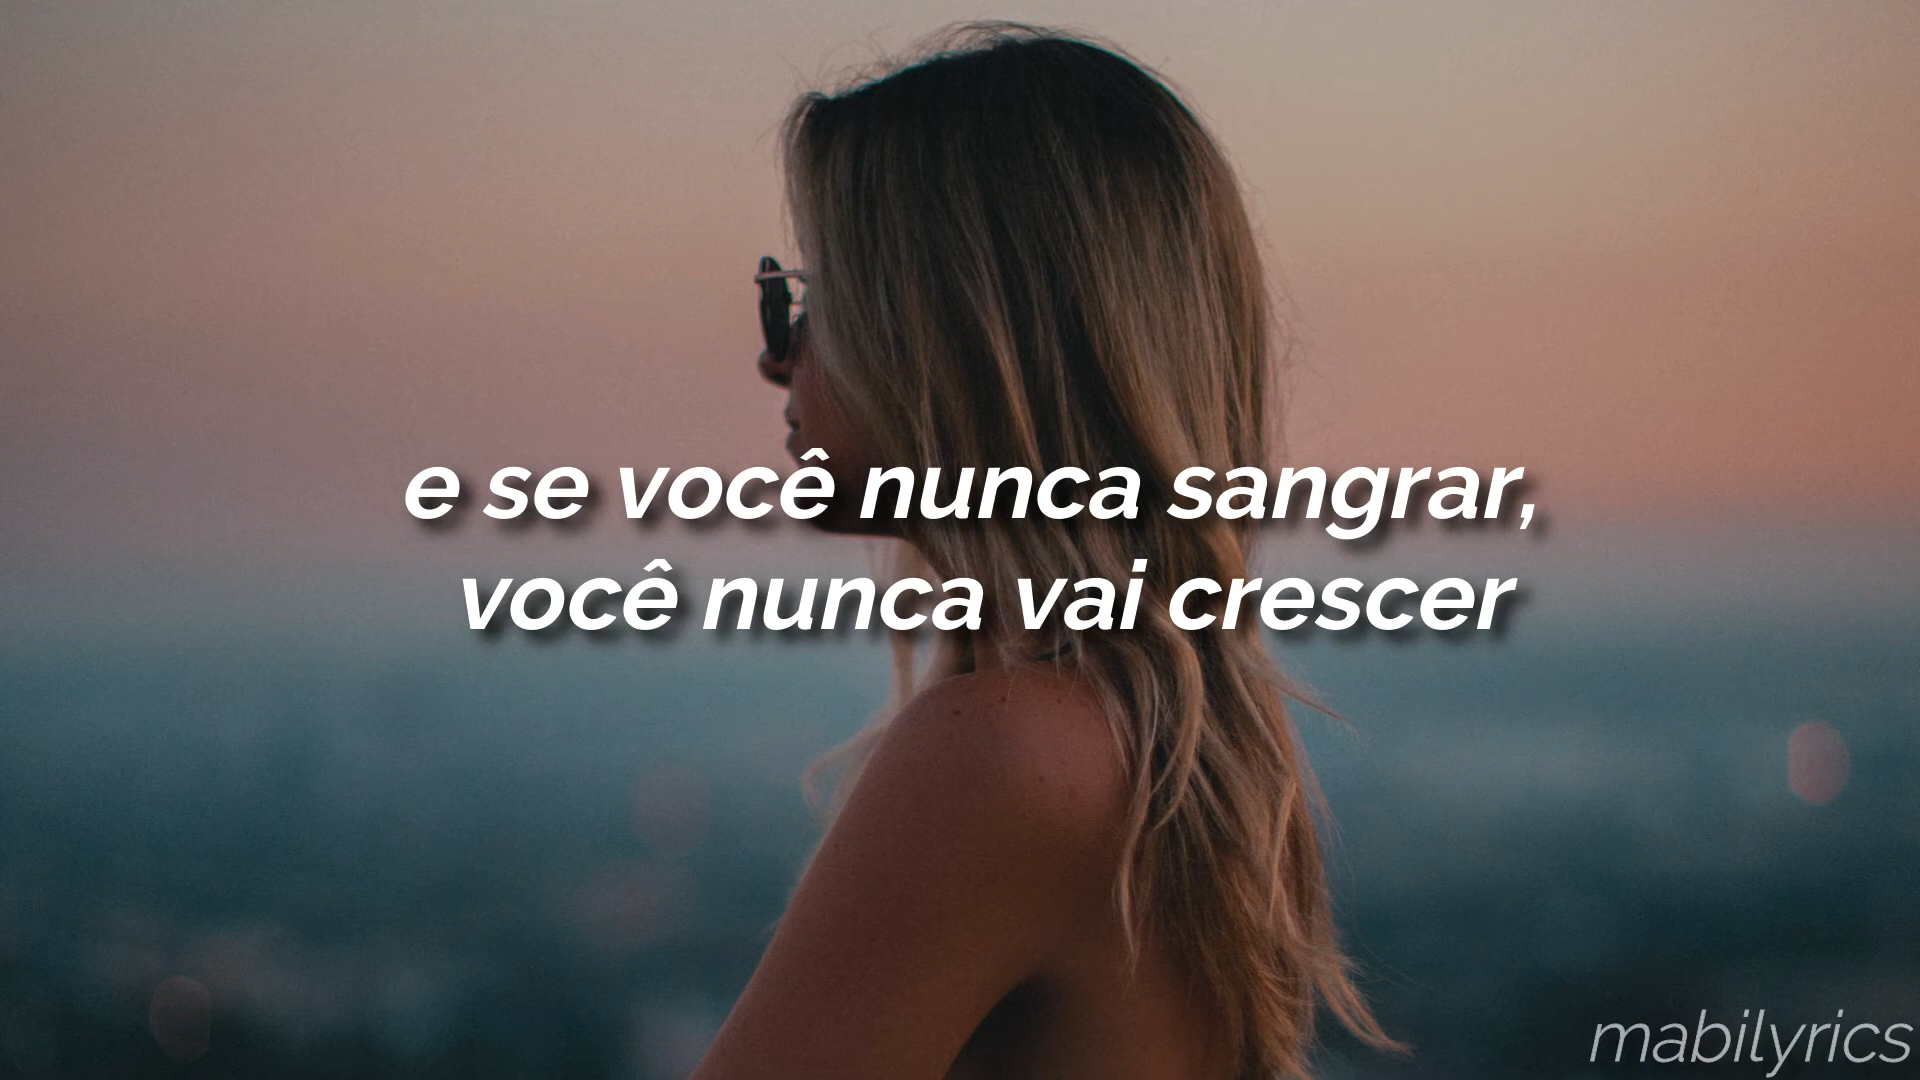 e se você nunca sangrar,
você nunca vai crescer
mabilyrics